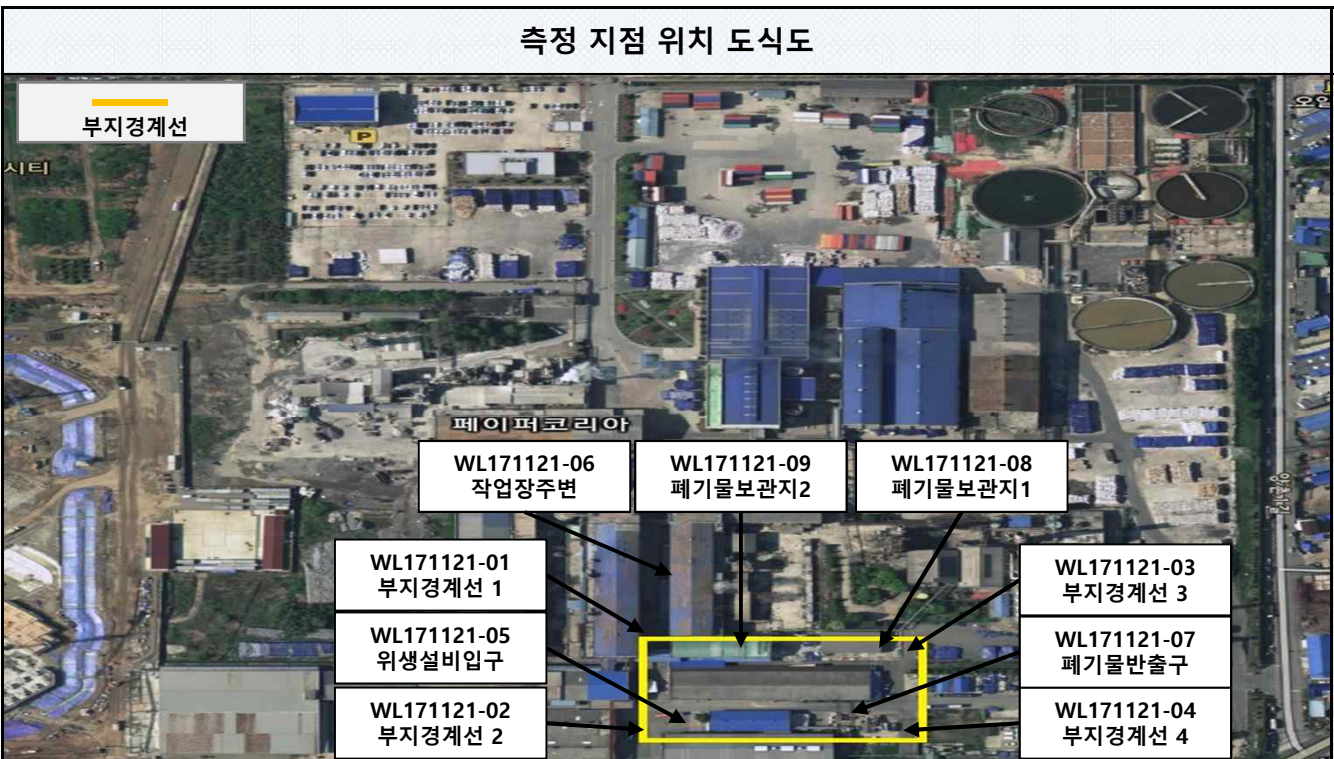 측정 지점 위치 도식도
부지경계선
시티
P
오일
페이퍼코리아
WL171121-06
작업장주변
WL171121-09
폐기물보관지2
WL171121-08
폐기물보관지1
WL171121-01
부지경계선 1
WL171121-03
부지경계선 3
WL171121-05
위생설비입구
WL171121-07
폐기물반출구
WL171121-02
부지경계선 2
WL171121-04
부지경계선 4